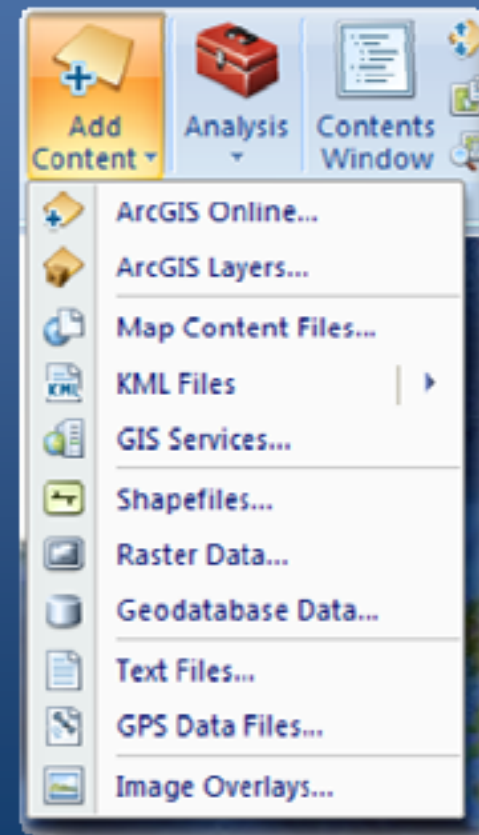 Add
Content
Analysis
Contents
Window
ArcGIS Online...
ArcGIS Layers...
Map Content Files...
KML
KML Files
GIS Services...
Shapefiles...
Raster Data...
Geodatabase Data...
Text Files...
GPS Data Files...
Image Overlays...